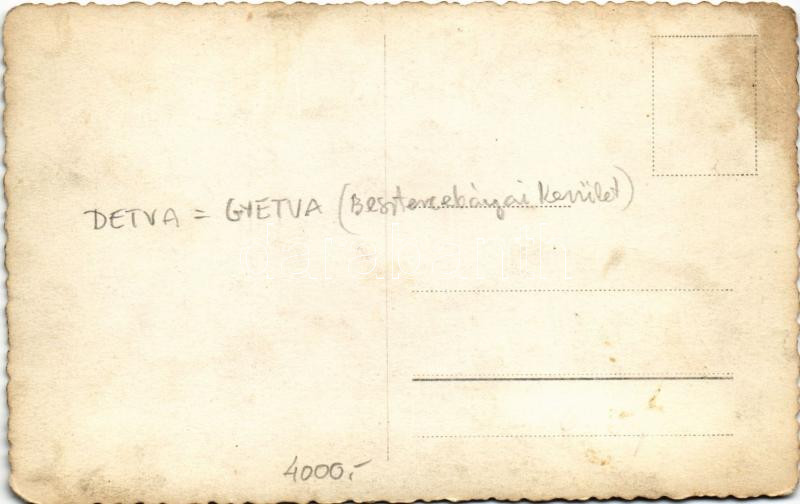 DETVA = GYETVA (Besztercebányai Kerület)
4000,-